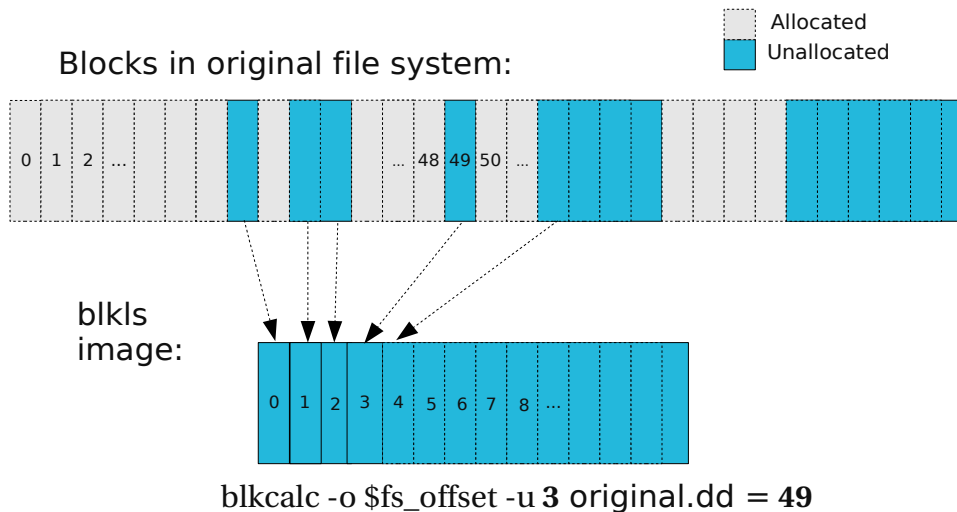 Allocated
Unallocated
Blocks in original file system:
0 1 2 ... ... 48 49 50 ...
blkls
image:
0 1 2 3 4 5 6 7 8 ...
blkcalc -o $fs_offset -u 3 original.dd = 49